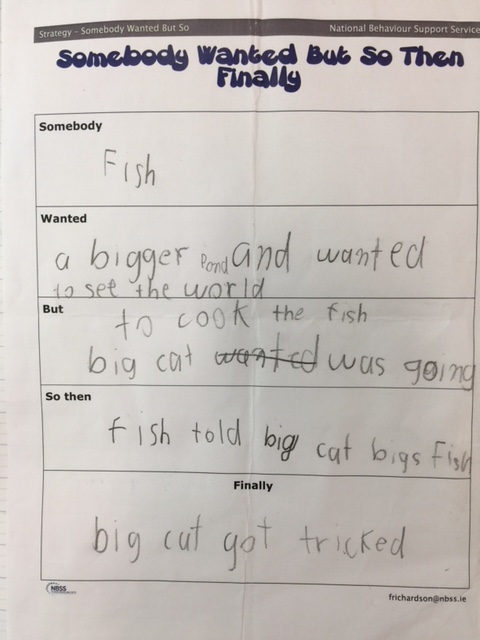 Strategy – Somebody Wanted But So National Behaviour Support Service
Somebody Wanted But So Then
Finally
Somebody
Fish
Wanted
a bigger pond and wanted
to see the world
But
to cook the fish
big cat wanted was going
So then
fish told big cat bigs Fish
Finally
big cat got tricked
NBSS
frichardson@nbss.ie